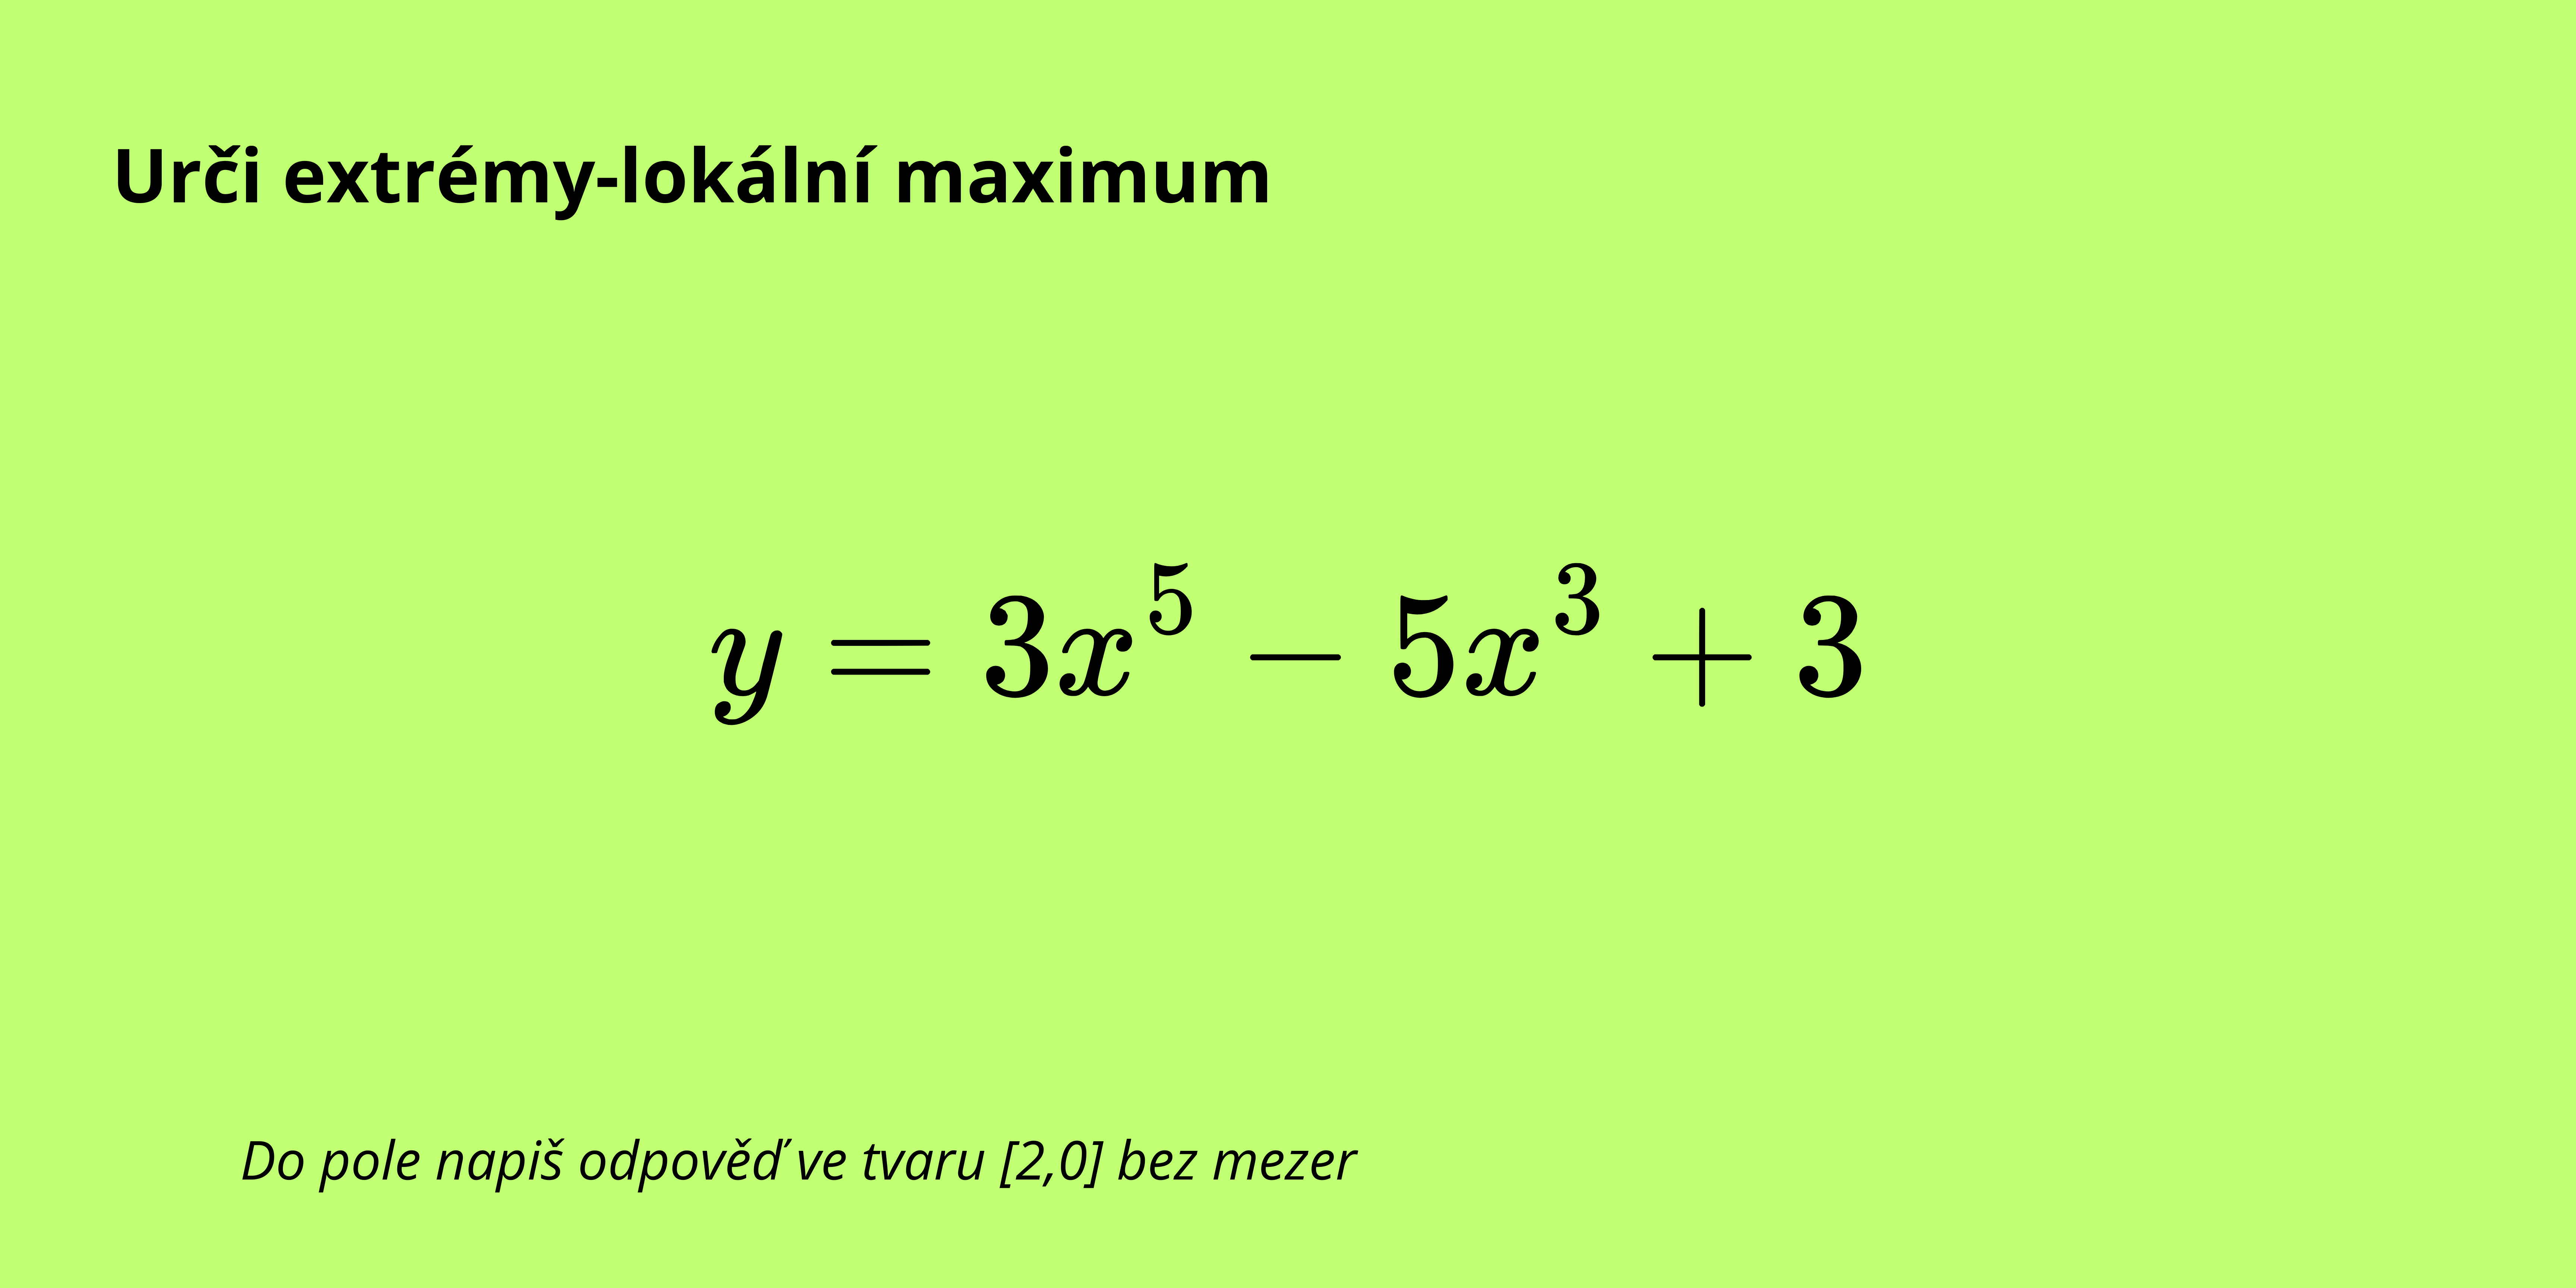 Urči extrémy-lokální maximum
y = 3x^5 − 5x^3 + 3
Do pole napiš odpověď ve tvaru [2,0] bez mezer